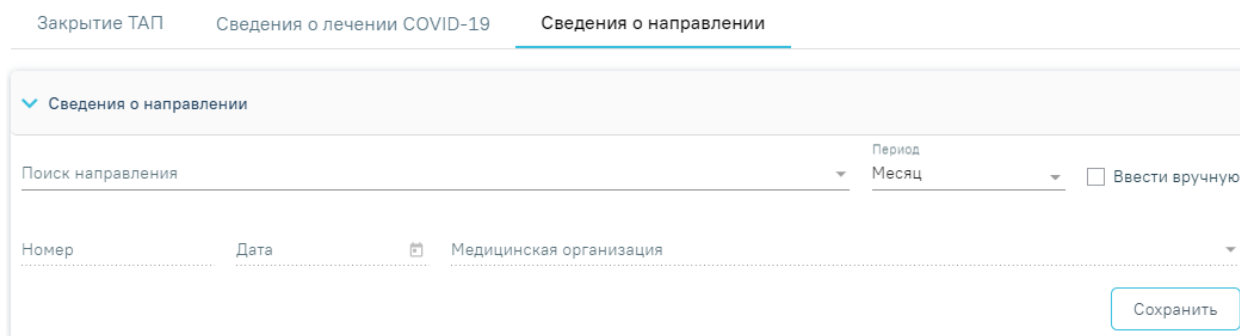 Закрытие ТАП Сведения о лечении COVID-19 Сведения о направлении
Сведения о направлении
Период
Поиск направления Месяц Ввести вручную
Номер Дата Медицинская организация
Сохранить